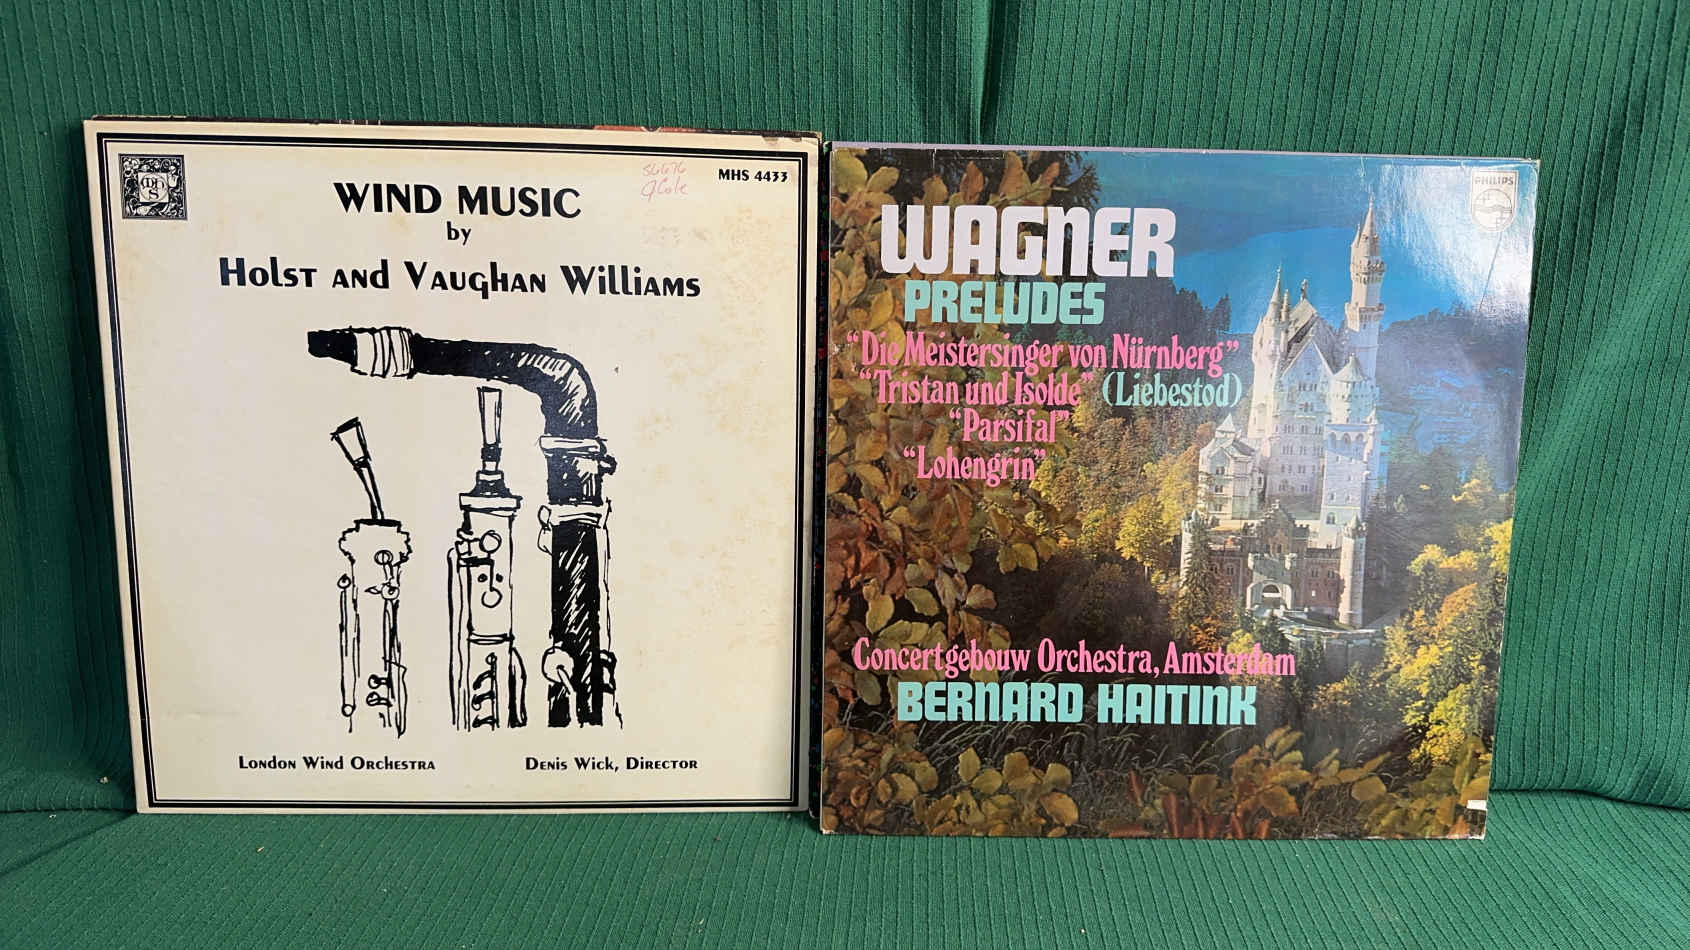 MHS 4433
WIND MUSIC
by
HOLST AND VAUGHAN WILLIAMS
LONDON WIND ORCHESTRA
DENIS WICK, DIRECTOR
PHILIPS
WAGNER
PRELUDES
"Die Meistersinger von Nürnberg"
"Tristan und Isolde" (Liebestod)
"Parsifal"
"Lohengrin"
Concertgebouw Orchestra, Amsterdam
BERNARD HAITINK